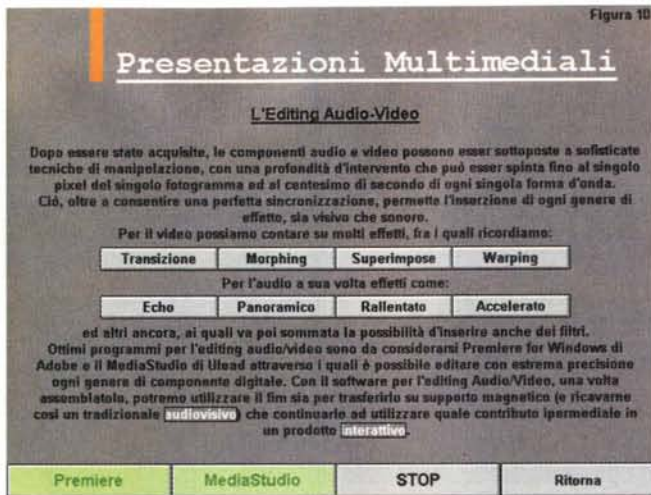 Figura 10
Presentazioni Multimediali
L'Editing Audio-Video
Dopo essere state acquisite, le componenti audio e video possono esser sottoposte a sofisticate
tecniche di manipolazione, con una profondità d'intervento che può esser spinta fino al singolo
pixel del singolo fotogramma ed al centesimo di secondo di ogni singola forma d'onda.
Ciò, oltre a consentire una perfetta sincronizzazione, permette l'inserzione di ogni genere di
effetto, sia visivo che sonoro.
Per il video possiamo contare su molti effetti, fra i quali ricordiamo:
Transizione Morphing Superimpose Warping
Per l'audio a sua volta effetti come:
Echo Panoramico Rallentato Accelerato
ed altri ancora, ai quali va poi sommata la possibilità d'inserire anche dei filtri.
Ottimi programmi per l'editing audio/video sono da considerarsi Premiere for Windows di
Adobe e il MediaStudio di Ulead attraverso i quali è possibile editare con estrema precisione
ogni genere di componente digitale. Con il software per l'editing Audio/Video, una volta
assemblatolo, potremo utilizzare il fim sia per trasferirlo su supporto magnetico (e ricavarne
così un tradizionale audiovisivo) che continuarlo ad utilizzare quale contributo ipermediale in
un prodotto interattivo.
Premiere MediaStudio STOP Ritorna